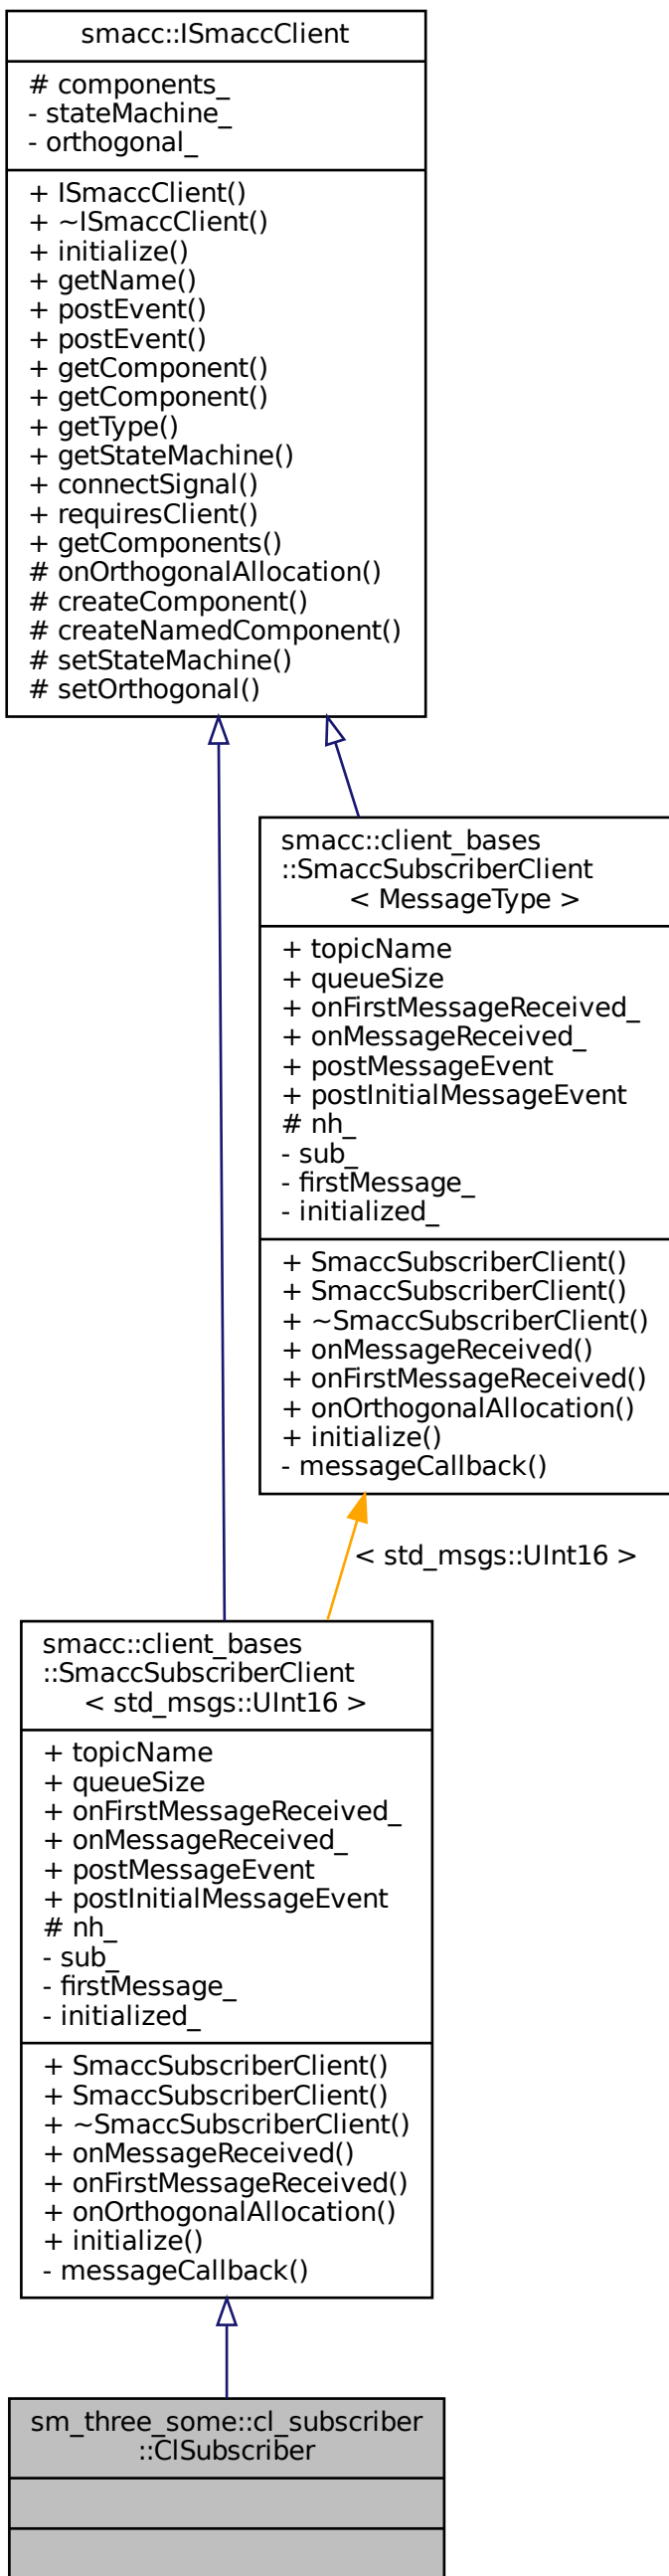 smacc::ISmaccClient
# components_
- stateMachine_
- orthogonal_
+ ISmaccClient()
+ ~ISmaccClient()
+ initialize()
+ getName()
+ postEvent()
+ postEvent()
+ getComponent()
+ getComponent()
+ getType()
+ getStateMachine()
+ connectSignal()
+ requiresClient()
+ getComponents()
# onOrthogonalAllocation()
# createComponent()
# createNamedComponent()
# setStateMachine()
# setOrthogonal()
smacc::client_bases
::SmaccSubscriberClient
< MessageType >
+ topicName
+ queueSize
+ onFirstMessageReceived_
+ onMessageReceived_
+ postMessageEvent
+ postInitialMessageEvent
# nh_
- sub_
- firstMessage_
- initialized_
+ SmaccSubscriberClient()
+ SmaccSubscriberClient()
+ ~SmaccSubscriberClient()
+ onMessageReceived()
+ onFirstMessageReceived()
+ onOrthogonalAllocation()
+ initialize()
- messageCallback()
< std_msgs::UInt16 >
smacc::client_bases
::SmaccSubscriberClient
< std_msgs::UInt16 >
+ topicName
+ queueSize
+ onFirstMessageReceived_
+ onMessageReceived_
+ postMessageEvent
+ postInitialMessageEvent
# nh_
- sub_
- firstMessage_
- initialized_
+ SmaccSubscriberClient()
+ SmaccSubscriberClient()
+ ~SmaccSubscriberClient()
+ onMessageReceived()
+ onFirstMessageReceived()
+ onOrthogonalAllocation()
+ initialize()
- messageCallback()
sm_three_some::cl_subscriber
::ClSubscriber